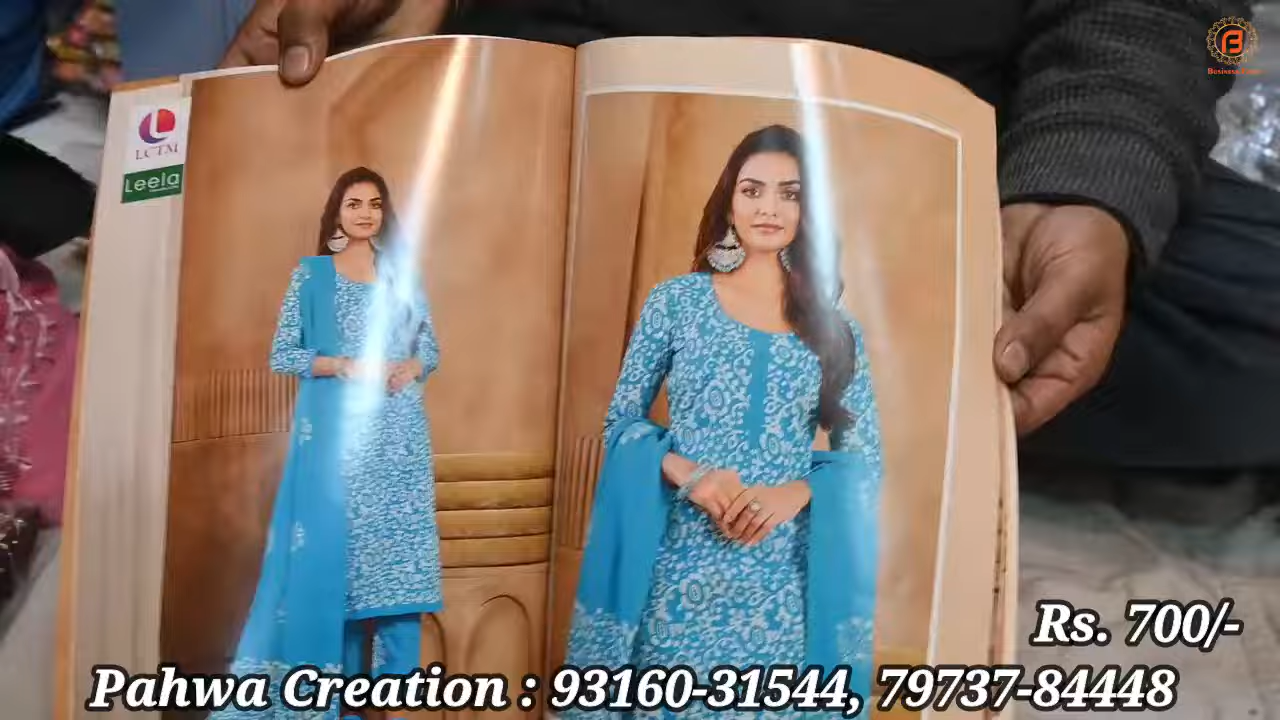 LCTM
Leela
Rs. 700/-
Pahwa Creation : 93160-31544, 79737-84448